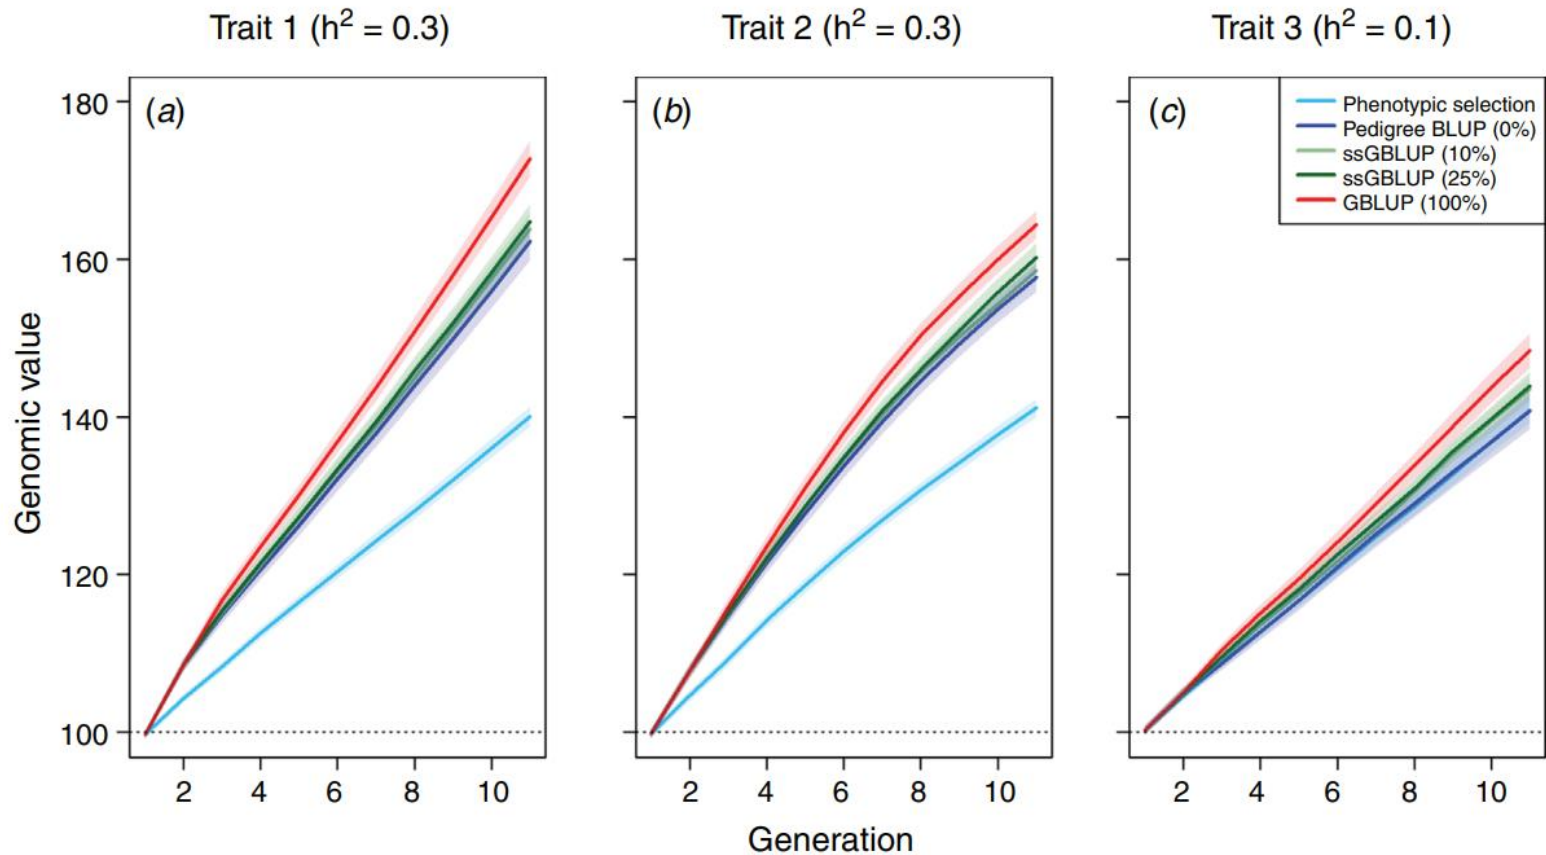 Trait 1 (h² = 0.3)
Trait 2 (h² = 0.3)
Trait 3 (h² = 0.1)
(a)
(b)
(c)
Phenotypic selection
Pedigree BLUP (0%)
ssGBLUP (10%)
ssGBLUP (25%)
GBLUP (100%)
Genomic value
180
160
140
120
100
2 4 6 8 10
2 4 6 8 10
2 4 6 8 10
Generation